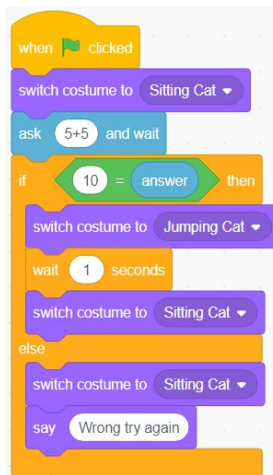 when clicked
switch costume to Sitting Cat
ask 5+5 and wait
if 10 = answer then
switch costume to Jumping Cat
wait 1 seconds
switch costume to Sitting Cat
else
switch costume to Sitting Cat
say Wrong try again